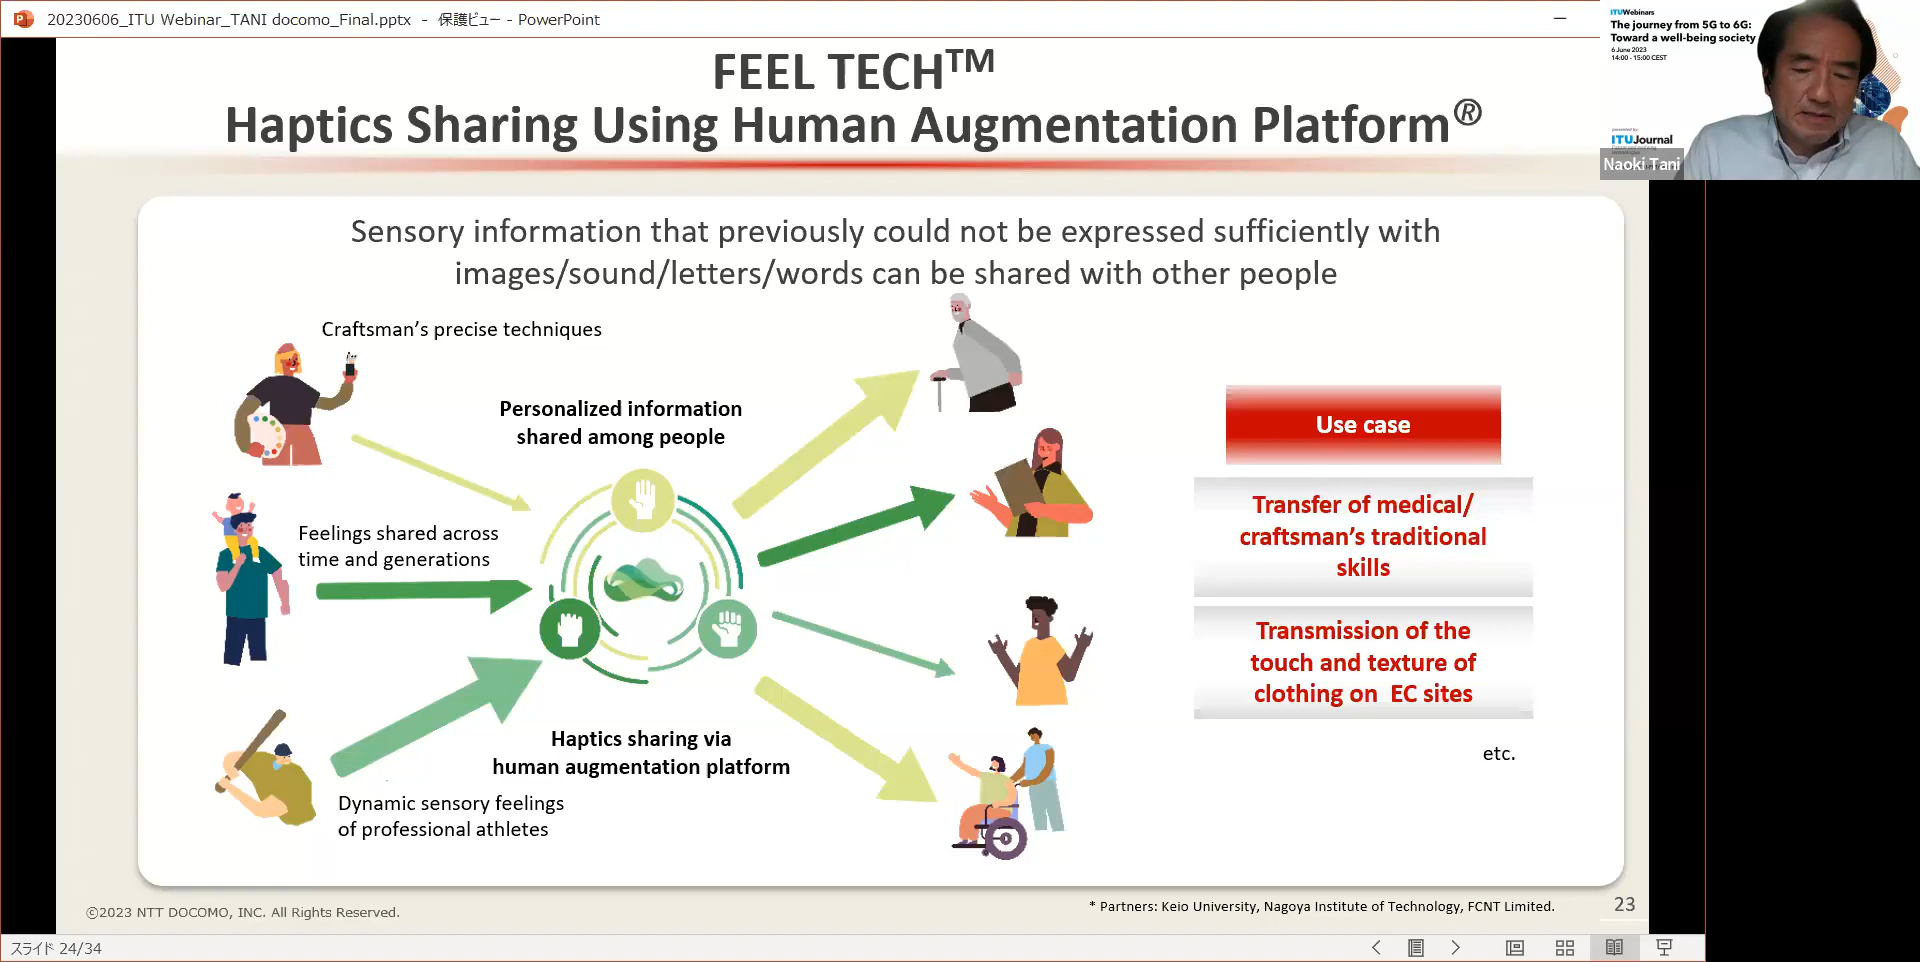 20230606_ITU Webinar_TANI docomo_Final.pptx - 保護ビュー - PowerPoint
ITUWebinars
The journey from 5G to 6G:
Toward a well-being society
6 June 2023
14:00 - 15:00 CEST
ITUJournal
Naoki Tani
FEEL TECH™
Haptics Sharing Using Human Augmentation Platform®
Sensory information that previously could not be expressed sufficiently with
images/sound/letters/words can be shared with other people
Craftsman's precise techniques
Personalized information
shared among people
Feelings shared across
time and generations
Haptics sharing via
human augmentation platform
Dynamic sensory feelings
of professional athletes
Use case
Transfer of medical/
craftsman's traditional
skills
Transmission of the
touch and texture of
clothing on EC sites
etc.
©2023 NTT DOCOMO, INC. All Rights Reserved.
* Partners: Keio University, Nagoya Institute of Technology, FCNT Limited.
23
スライド 24/34